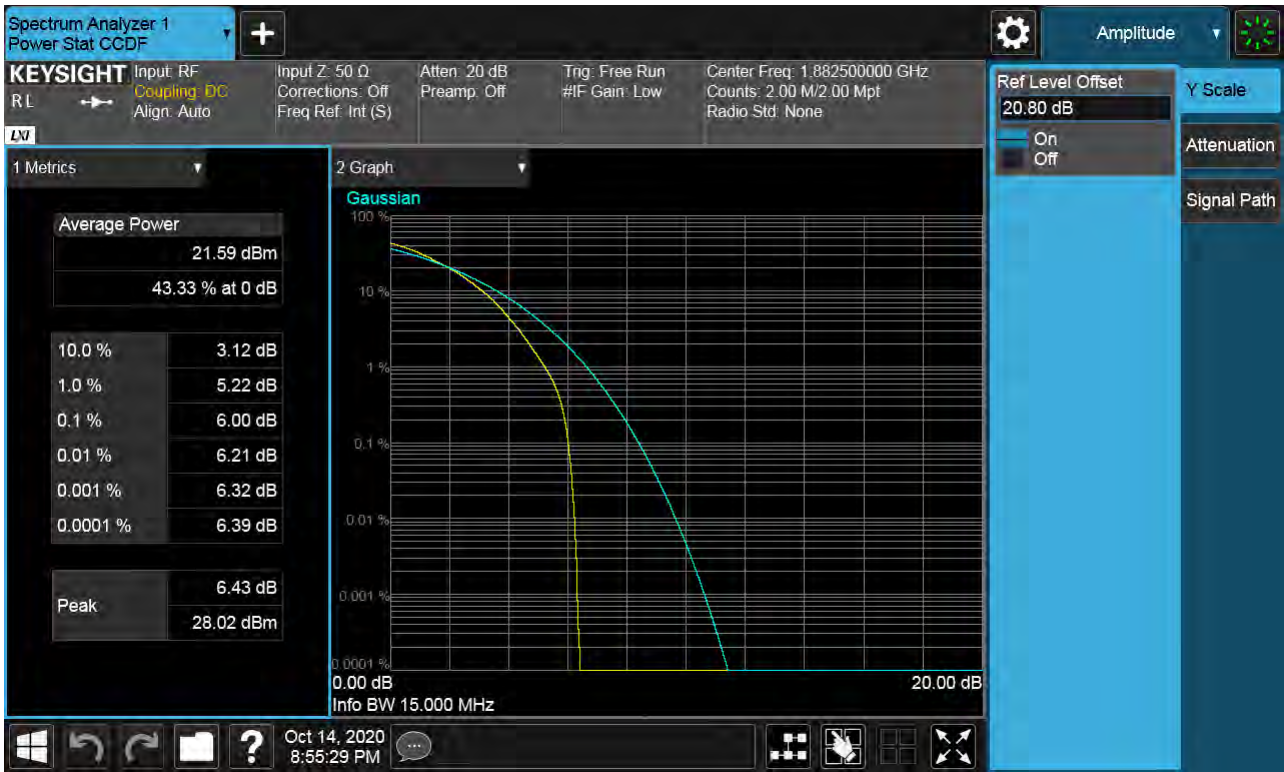 Spectrum Analyzer 1
Power Stat CCDF
+
Amplitude
KEYSIGHT
RL
LXI
Input: RF
Coupling: DC
Align: Auto
Input Z: 50 Ω
Corrections: Off
Freq Ref: Int (S)
Atten: 20 dB
Preamp: Off
Trig: Free Run
#IF Gain: Low
Center Freq: 1.882500000 GHz
Counts: 2.00 M/2.00 Mpt
Radio Std: None
Ref Level Offset
20.80 dB
On
Off
Y Scale
Attenuation
Signal Path
1 Metrics
Average Power
21.59 dBm
43.33 % at 0 dB
10.0 % 3.12 dB
1.0 % 5.22 dB
0.1 % 6.00 dB
0.01 % 6.21 dB
0.001 % 6.32 dB
0.0001 % 6.39 dB
Peak
6.43 dB
28.02 dBm
2 Graph
Gaussian
100 %
10 %
1 %
0.1 %
0.01 %
0.001 %
0.0001 %
0.00 dB 20.00 dB
Info BW 15.000 MHz
?
Oct 14, 2020
8:55:29 PM